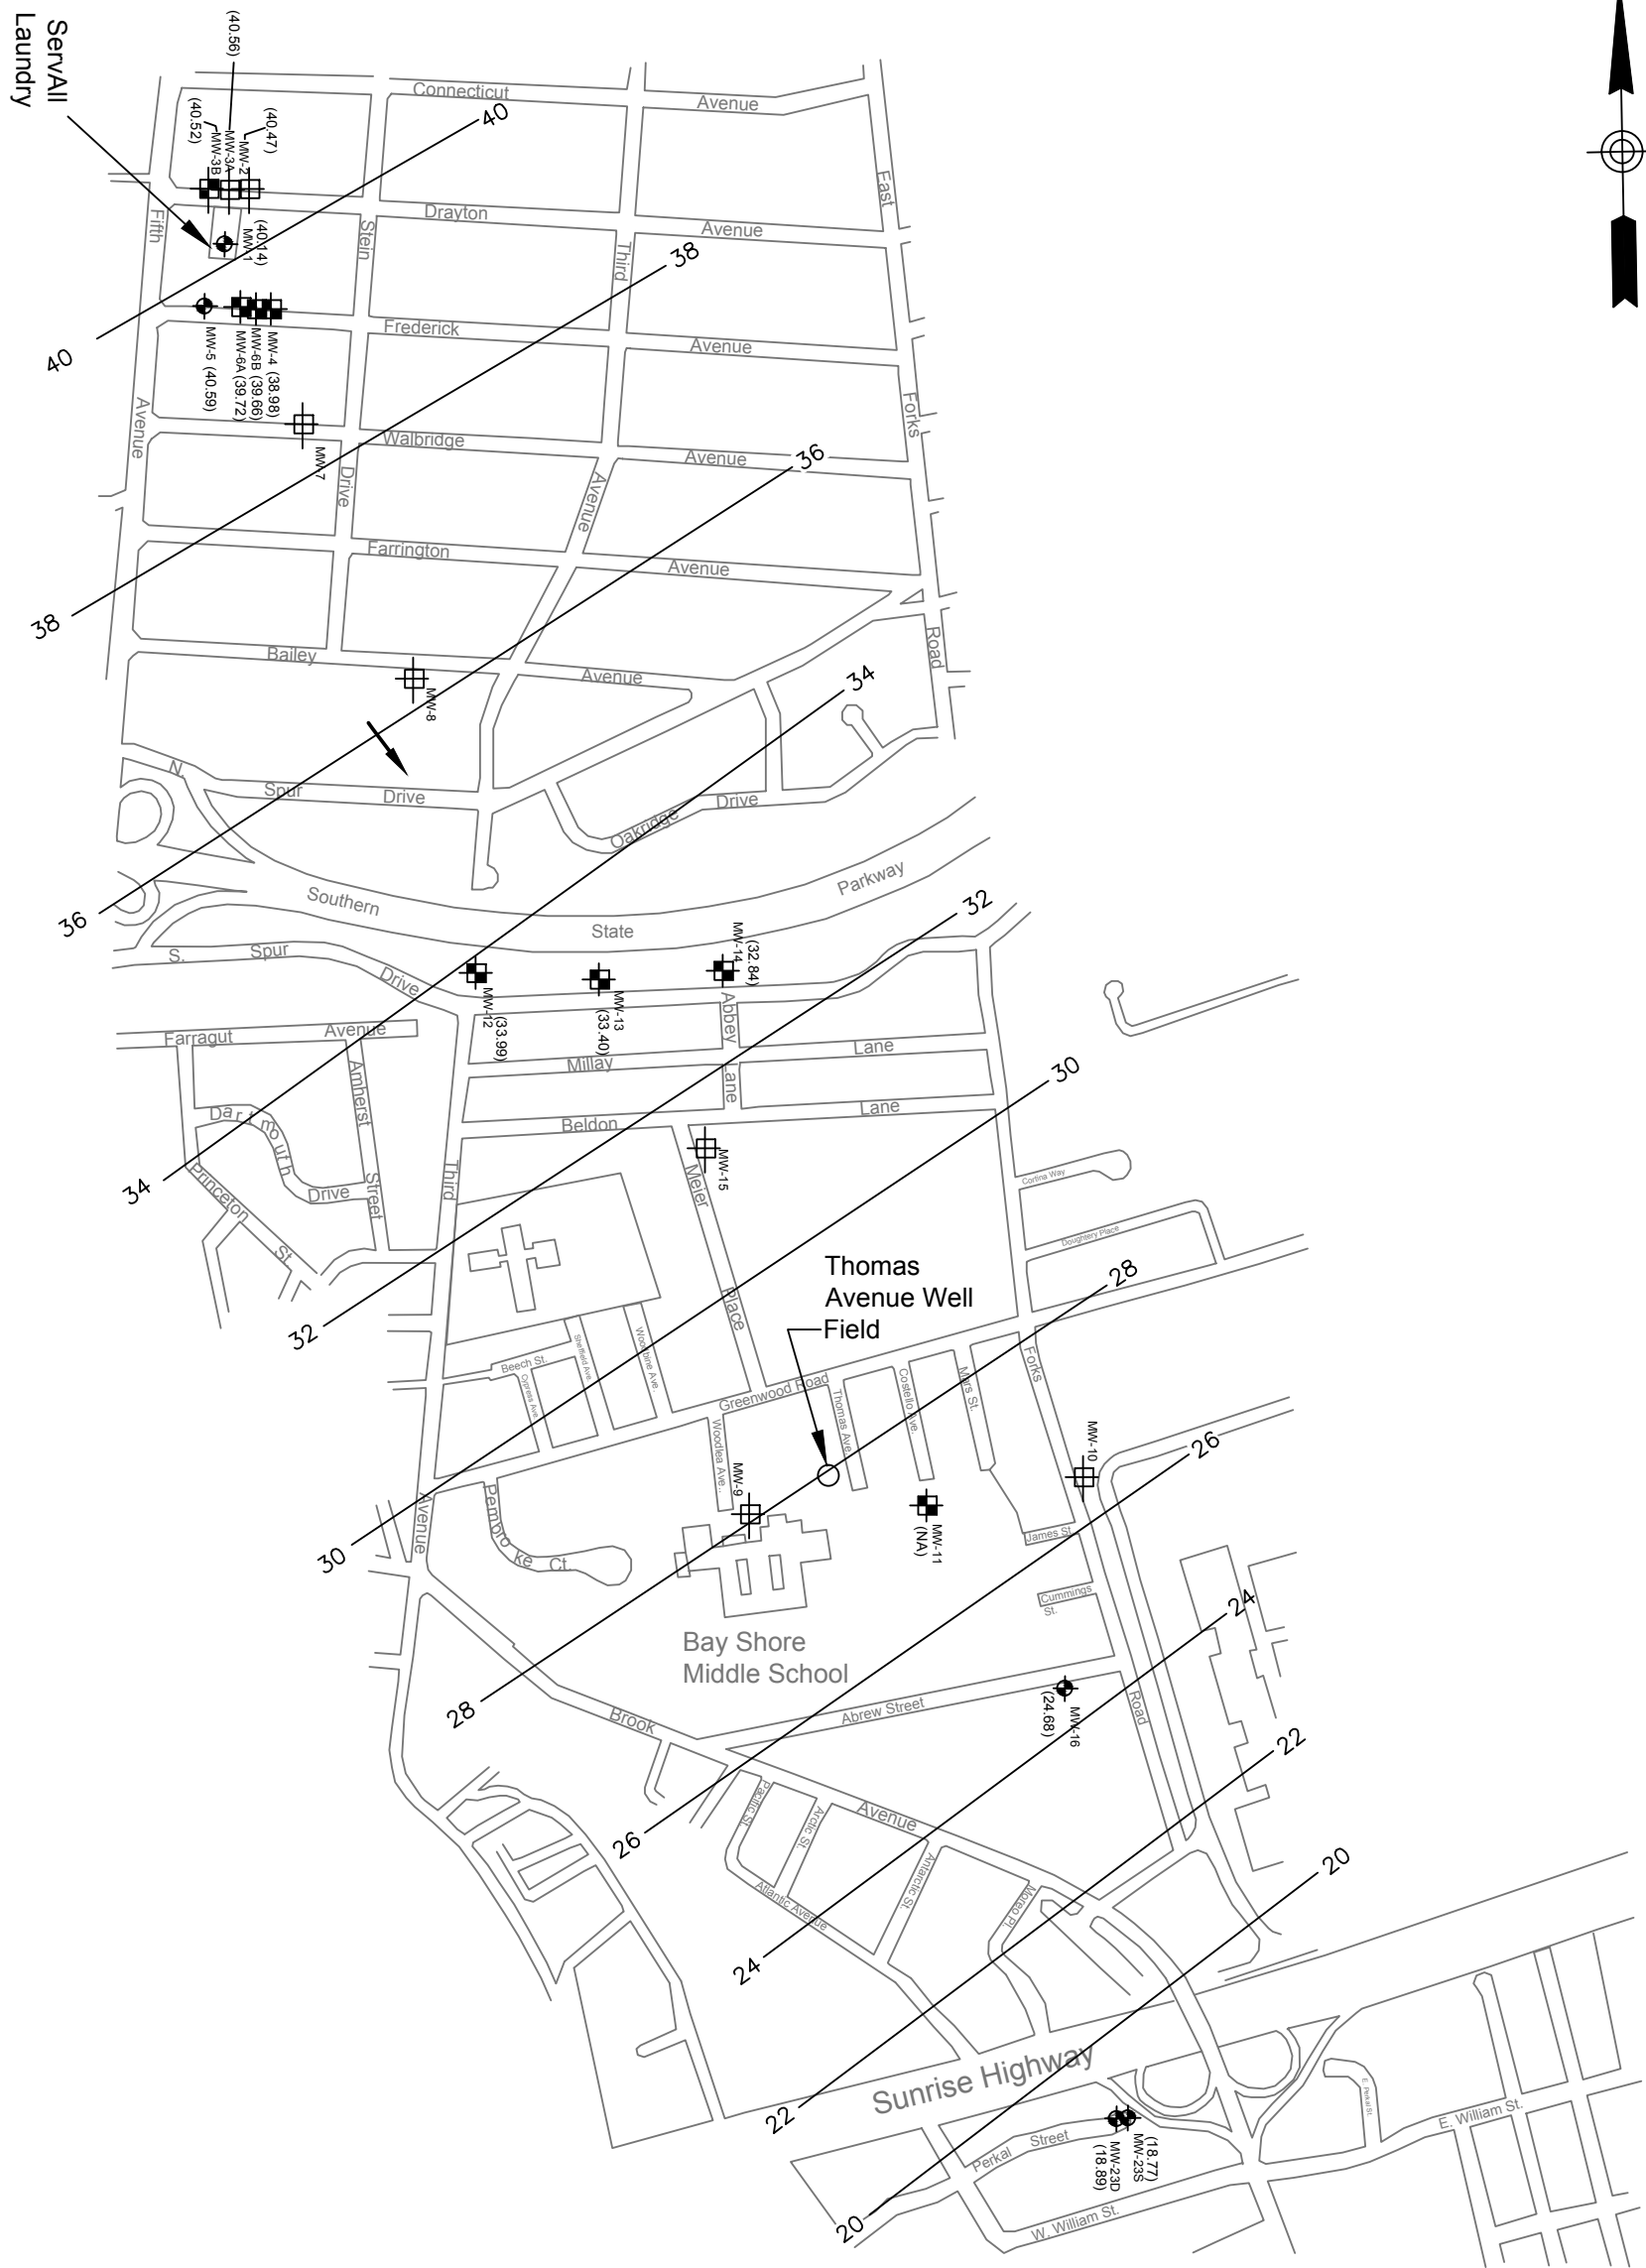 ServAll
Laundry
(40.56)
(40.52)
MW-3B
MW-3A
MW-2
(40.47)
Connecticut
Avenue
40
East
Fifth
Stein
Drayton
Avenue
Third
38
(40.14)
MW-1
40
MW-5 (40.59)
MW-6A (39.72)
MW-6B (39.66)
MW-4 (38.98)
Frederick
Avenue
Avenue
MW-7
Drive
Walbridge
Avenue
Avenue
36
Forks
Farrington
Avenue
38
Bailey
Avenue
Road
34
MW-8
N.
Spur
Drive
Oakridge
Drive
Southern
State
Parkway
36
32
S.
Spur
Drive
MW-12
(33.99)
MW-13
(33.40)
MW-14
(32.84)
Abbey
Lane
Farragut
Avenue
Millay
Lane
30
Amherst
Street
Dartmouth
Drive
Beldon
Lane
34
Princeton
St.
Third
Meier
Place
MW-15
Cortina Way
Doughtery Place
Thomas
Avenue Well
Field
28
32
Beech St.
Cypress Ave.
Sheffield Ave.
Woodbine Ave.
Greenwood Road
Thomas Ave.
Costello Ave.
Mars St.
Forks
Woodlea Ave.
MW-9
MW-10
26
MW-11
(NA)
James St.
30
Avenue
Pembroke Ct.
Cummings
St.
24
Bay Shore
Middle School
28
Brook
Abrew Street
MW-16
(24.68)
Road
22
26
Pacific St.
Arctic St.
Avenue
Antarctic St.
Atlantic Avenue
Moreo Pl.
20
24
Sunrise Highway
22
Perkal Street
(18.77)
MW-23S
MW-23D
(18.89)
E. Perkal St.
E. William St.
W. William St.
20